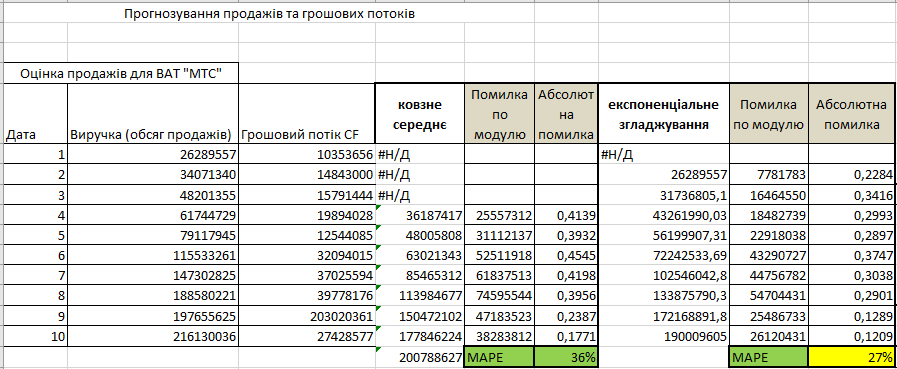 Прогнозування продажів та грошових потоків
Оцінка продажів для ВАТ "МТС"
Дата Виручка (обсяг продажів) Грошовий потік CF ковзне середнє Помилка по модулю Абсолют на помилка експоненціальне згладжування Помилка по модулю Абсолютна помилка
1 26289557 10353656 #Н/Д #Н/Д
2 34071340 14843000 #Н/Д 26289557 7781783 0,2284
3 48201355 15791444 #Н/Д 31736805,1 16464550 0,3416
4 61744729 19894028 36187417 25557312 0,4139 43261990,03 18482739 0,2993
5 79117945 12544085 48005808 31112137 0,3932 56199907,31 22918038 0,2897
6 115533261 32094015 63021343 52511918 0,4545 72242533,69 43290727 0,3747
7 147302825 37025594 85465312 61837513 0,4198 102546042,8 44756782 0,3038
8 188580221 39778176 113984677 74595544 0,3956 133875790,3 54704431 0,2901
9 197655625 203020361 150472102 47183523 0,2387 172168891,8 25486733 0,1289
10 216130036 27428577 177846224 38283812 0,1771 190009605 26120431 0,1209
200788627 МАРЕ 36% МАРЕ 27%